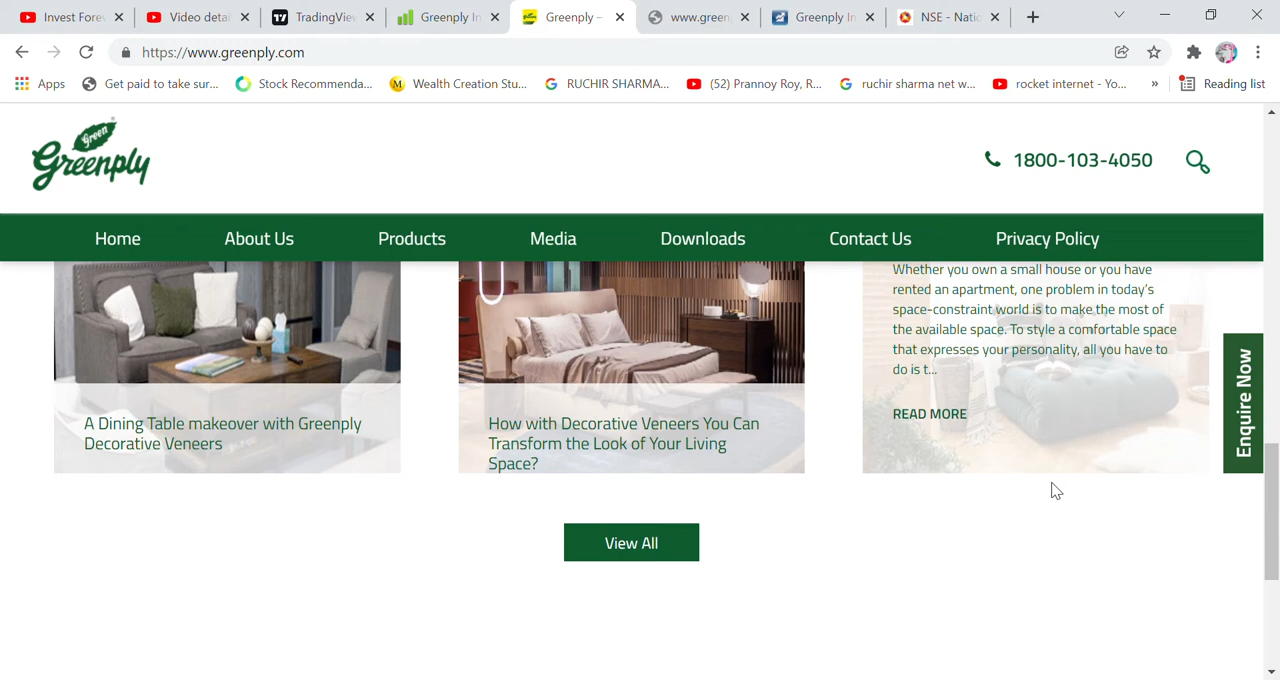 Invest Fore
Video detai
TradingVie
Greenply In
Greenply –
www.green
Greenply In
NSE - Natio
https://www.greenply.com
Apps
Get paid to take sur...
Stock Recommenda...
Wealth Creation Stu...
RUCHIR SHARMA...
(52) Prannoy Roy, R...
ruchir sharma net w...
rocket internet - Yo...
»
Reading list
Green
Greenply
1800-103-4050
Home
About Us
Products
Media
Downloads
Contact Us
Privacy Policy
A Dining Table makeover with Greenply
Decorative Veneers
How with Decorative Veneers You Can
Transform the Look of Your Living
Space?
Whether you own a small house or you have
rented an apartment, one problem in today's
space-constraint world is to make the most of
the available space. To style a comfortable space
that expresses your personality, all you have to
do is t...
READ MORE
Enquire Now
View All